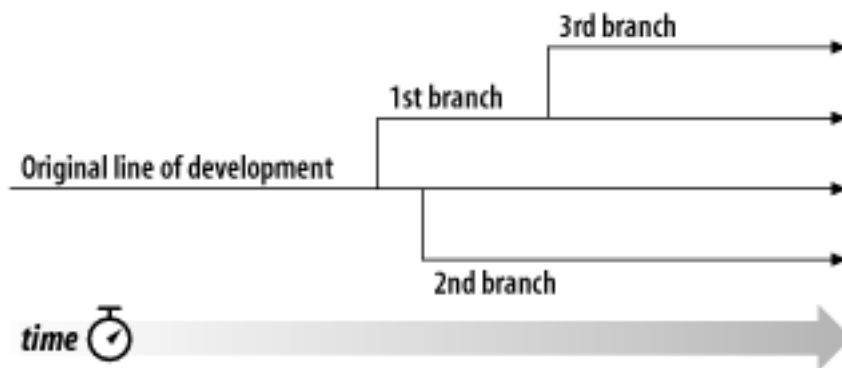 3rd branch
1st branch
Original line of development
2nd branch
time